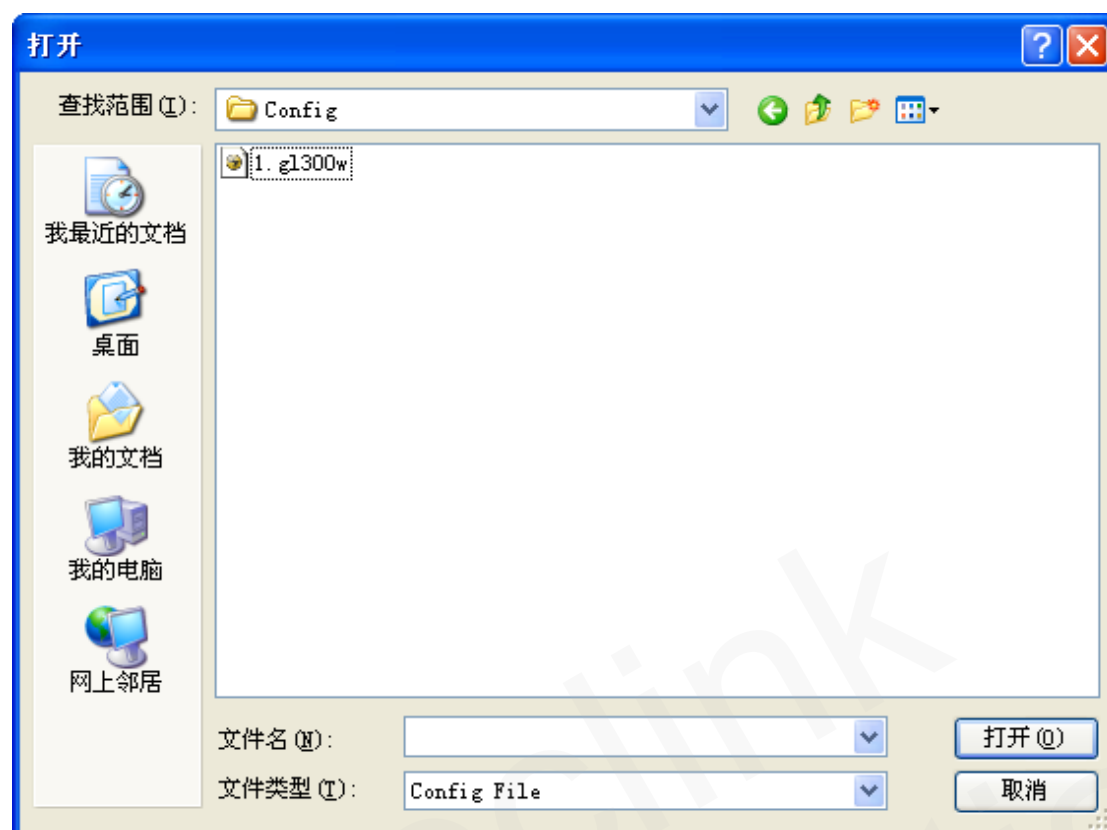 打开
查找范围(I):
Config
1.gl300w
我最近的文档
桌面
我的文档
我的电脑
网上邻居
文件名(N):
打开(O)
文件类型(T):
Config File
取消